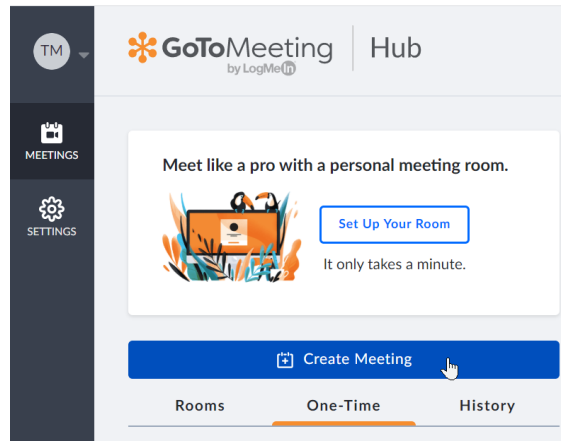 TM
GoToMeeting Hub
by LogMeIn
MEETINGS
SETTINGS
Meet like a pro with a personal meeting room.
Set Up Your Room
It only takes a minute.
Create Meeting
Rooms One-Time History